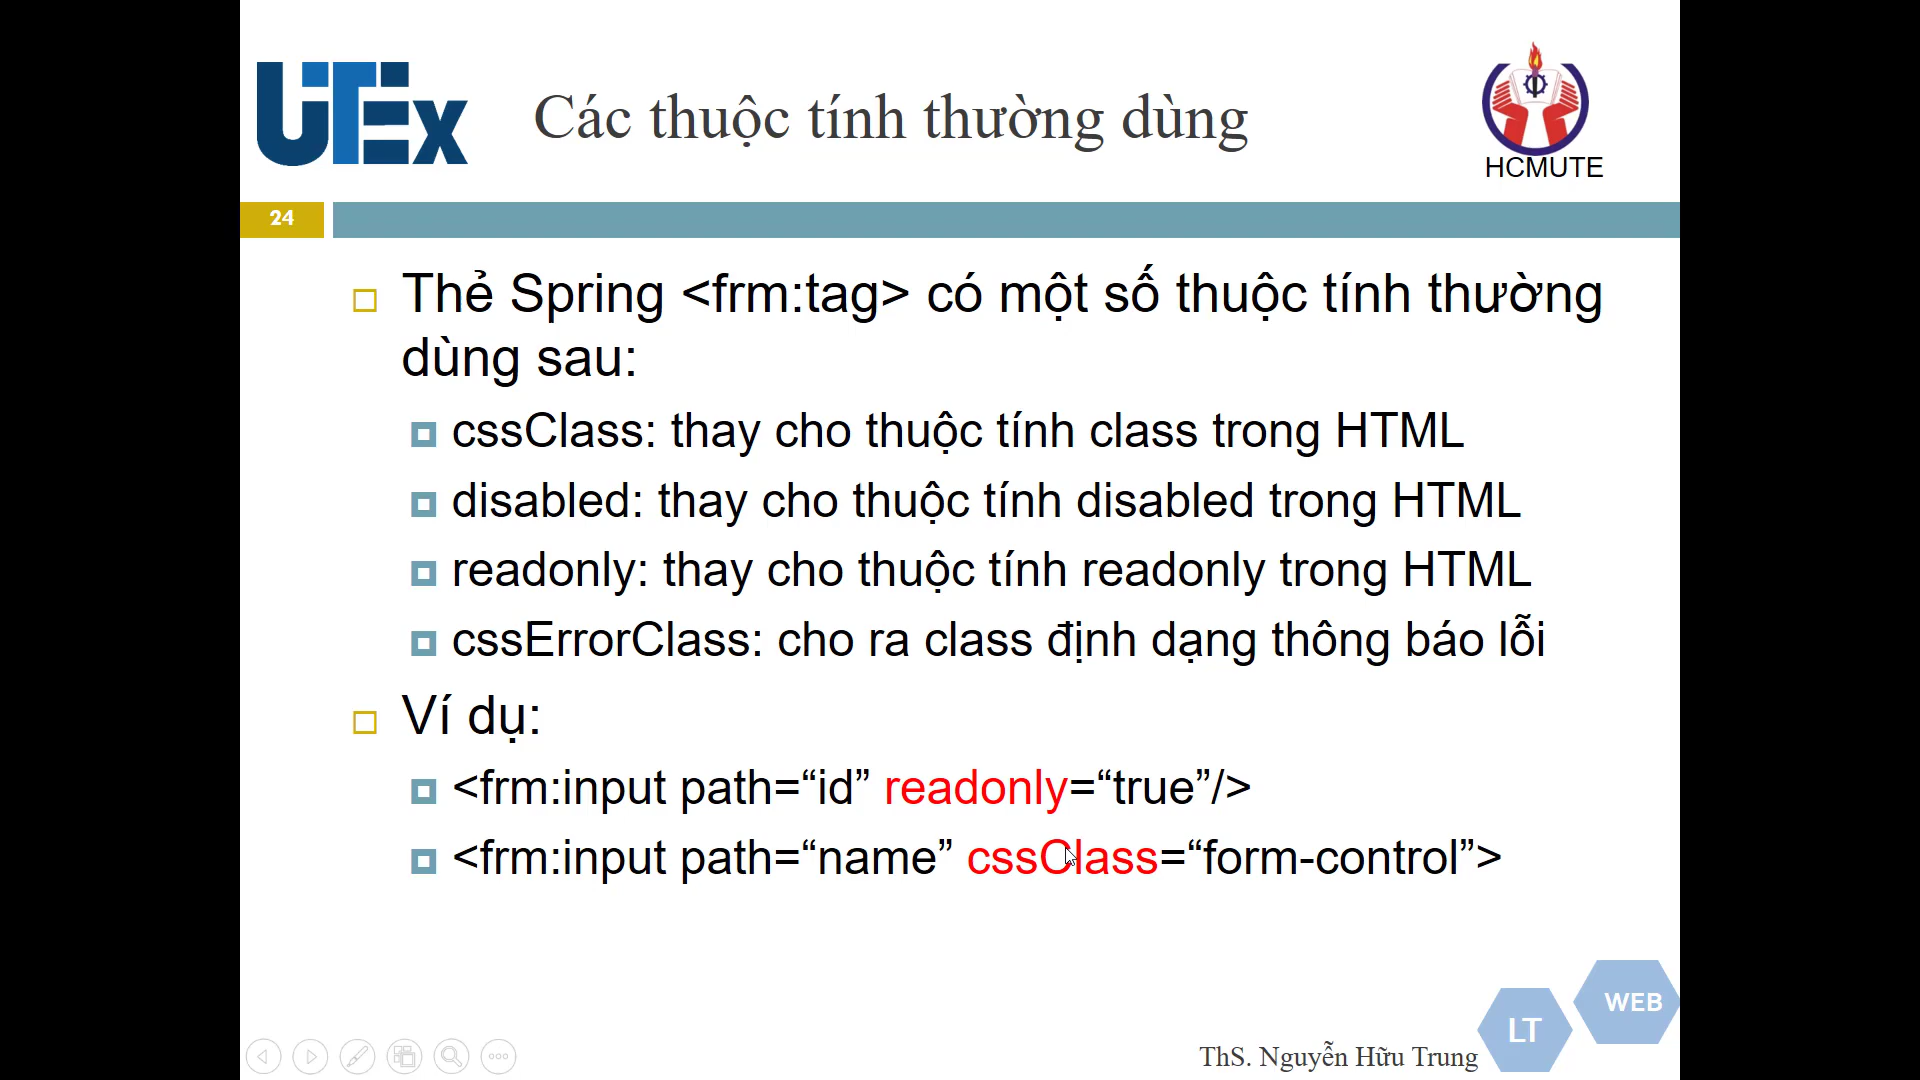 UTEx
Các thuộc tính thường dùng
HCMUTE
24
Thẻ Spring <frm:tag> có một số thuộc tính thường
dùng sau:
cssClass: thay cho thuộc tính class trong HTML
disabled: thay cho thuộc tính disabled trong HTML
readonly: thay cho thuộc tính readonly trong HTML
cssErrorClass: cho ra class định dạng thông báo lỗi
Ví dụ:
<frm:input path=“id” readonly=“true”/>
<frm:input path=“name” cssClass=“form-control”>
WEB
LT
ThS. Nguyễn Hữu Trung